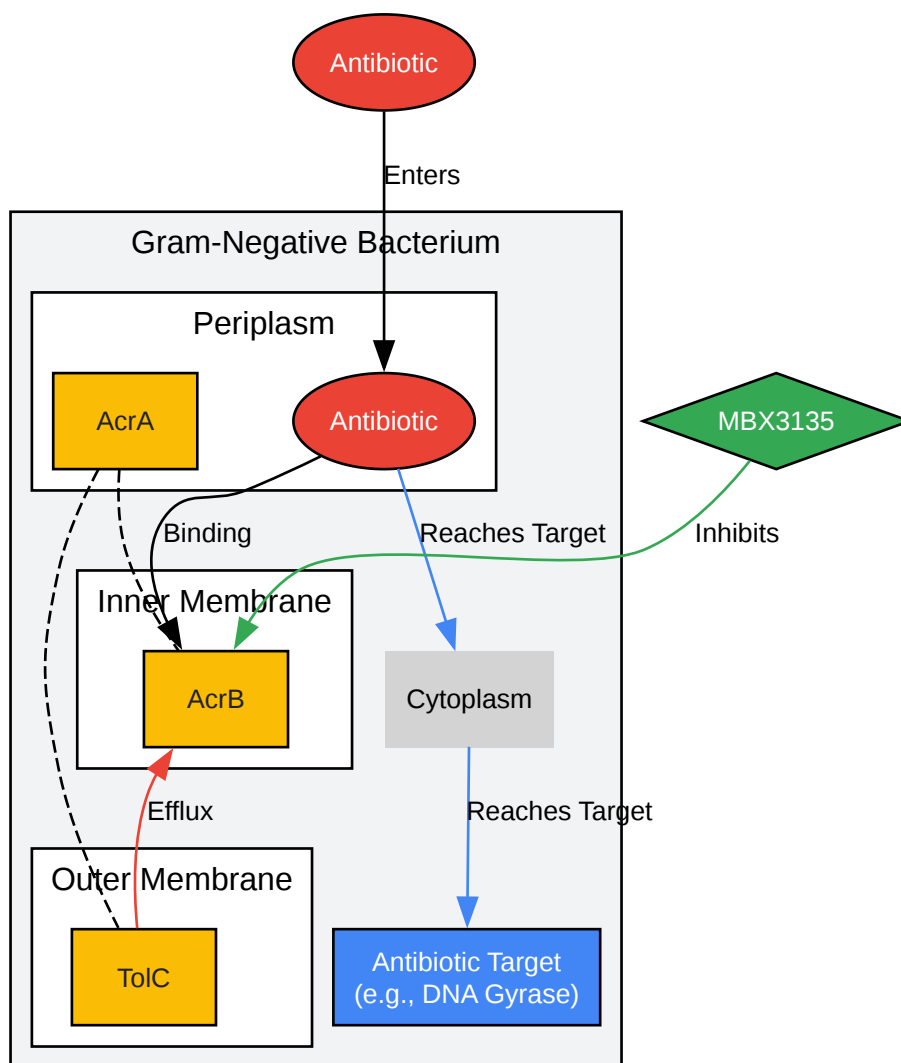 Antibiotic
Enters
Gram-Negative Bacterium
Periplasm
AcrA
Antibiotic
MBX3135
Binding
Reaches Target
Inhibits
Inner Membrane
AcrB
Cytoplasm
Efflux
Reaches Target
Outer Membrane
TolC
Antibiotic Target
(e.g., DNA Gyrase)